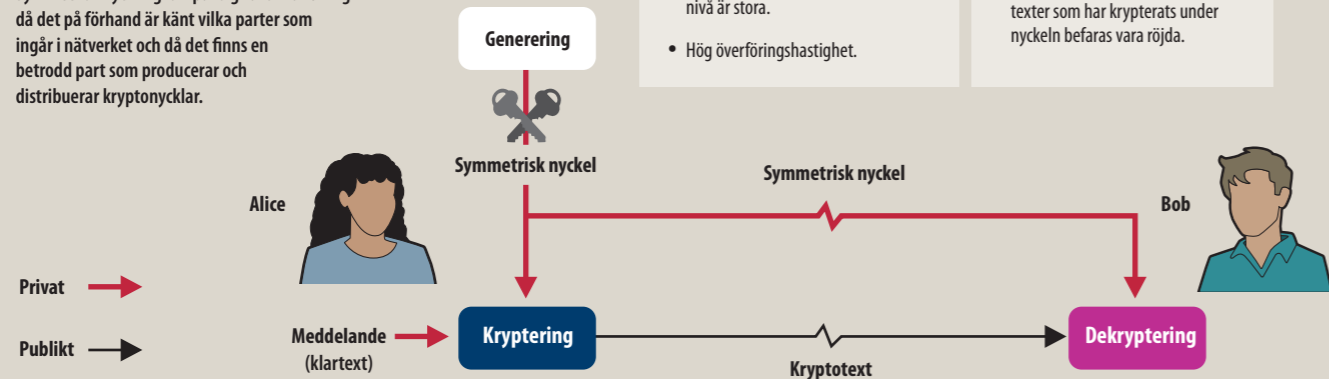 då det på förhand är känt vilka parter som
ingår i nätverket och då det finns en
betrodd part som producerar och
distribuerar kryptonycklar.
Generering
nivå är stora.
• Hög överföringshastighet.
texter som har krypterats under
nyckeln befaras vara röjda.
Symmetrisk nyckel
Symmetrisk nyckel
Alice
Bob
Privat
Publikt
Meddelande
(klartext)
Kryptering
Dekryptering
Kryptotext